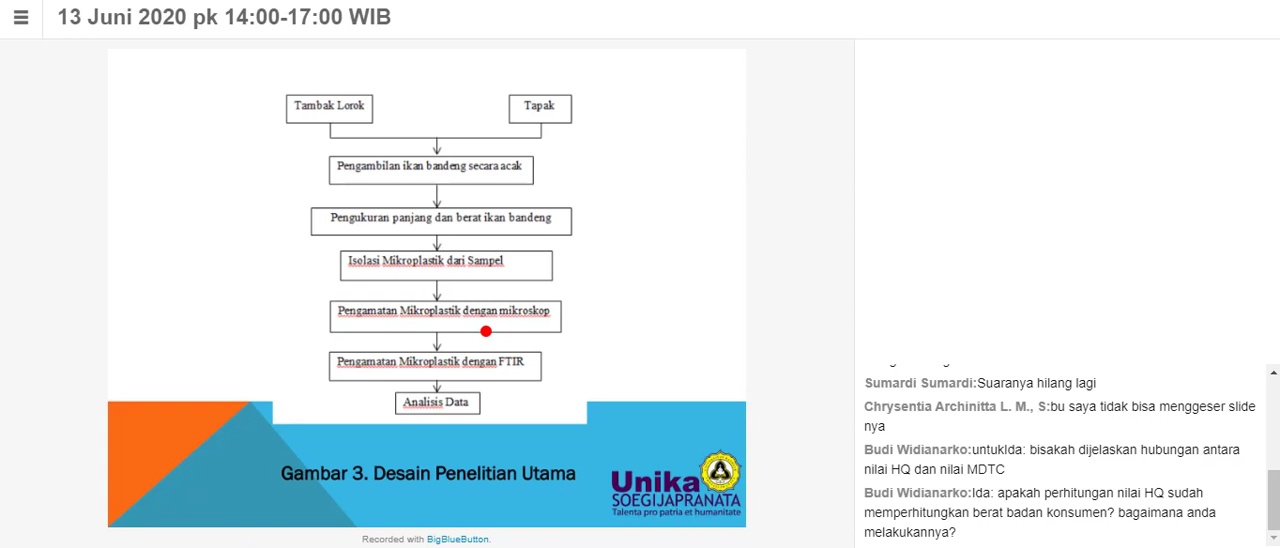 13 Juni 2020 pk 14:00-17:00 WIB
Tambak Lorok
Tapak
Pengambilan ikan bandeng secara acak
Pengukuran panjang dan berat ikan bandeng
Isolasi Mikroplastik dari Sampel
Pengamatan Mikroplastik dengan mikroskop
Pengamatan Mikroplastik dengan FTIR
Analisis Data
Gambar 3. Desain Penelitian Utama
Unika
SOEGIJAPRANATA
Talenta pro patria et humanitate
Recorded with BigBlueButton.
Sumardi Sumardi:Suaranya hilang lagi
Chrysentia Archinitta L. M., S:bu saya tidak bisa menggeser slide
nya
Budi Widianarko:untukIda: bisakah dijelaskan hubungan antara
nilai HQ dan nilai MDTC
Budi Widianarko:Ida: apakah perhitungan nilai HQ sudah
memperhitungkan berat badan konsumen? bagaimana anda
melakukannya?